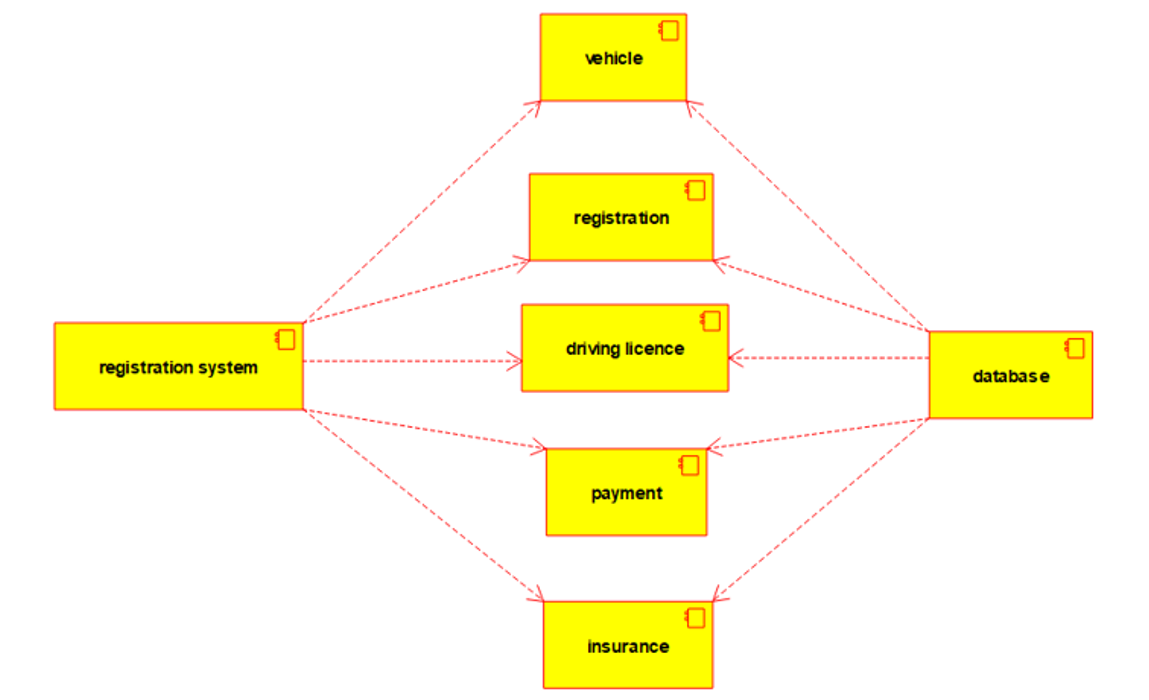 vehicle
registration
driving licence
registration system
database
payment
insurance